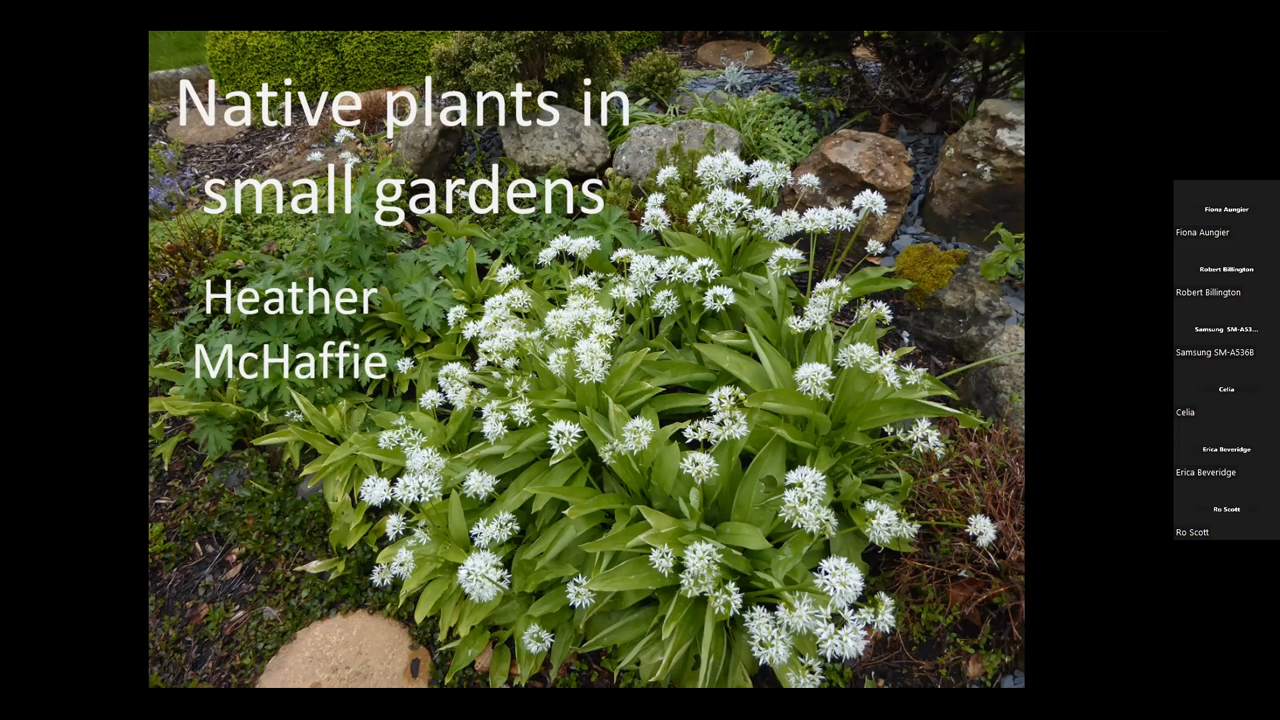 Native plants in
small gardens
Heather
McHaffie
Fiona Aungier
Fiona Aungier
Robert Billington
Robert Billington
Samsung SM-A53...
Samsung SM-A536B
Celia
Celia
Erica Beveridge
Erica Beveridge
Ro Scott
Ro Scott